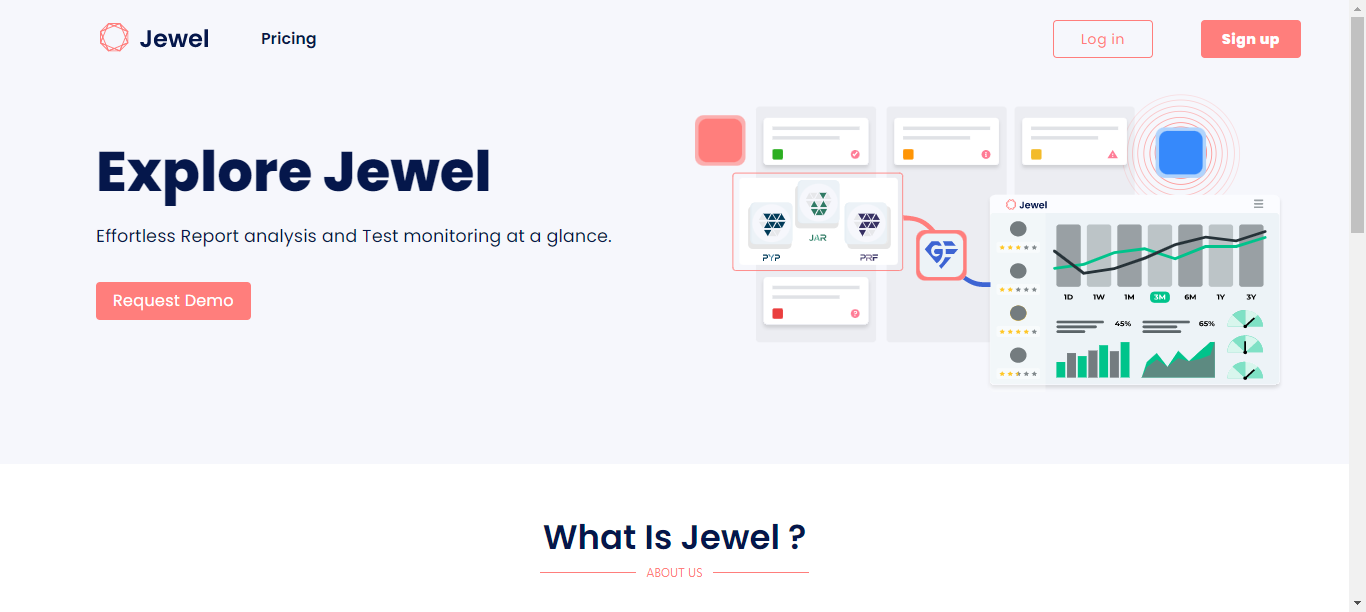 Jewel
Pricing
Log in
Sign up
Explore Jewel
Effortless Report analysis and Test monitoring at a glance.
Request Demo
PYP
JAR
PRF
GF
Jewel
1D 1W 1M 3M 6M 1Y 3Y
45%
65%
What Is Jewel ?
ABOUT US